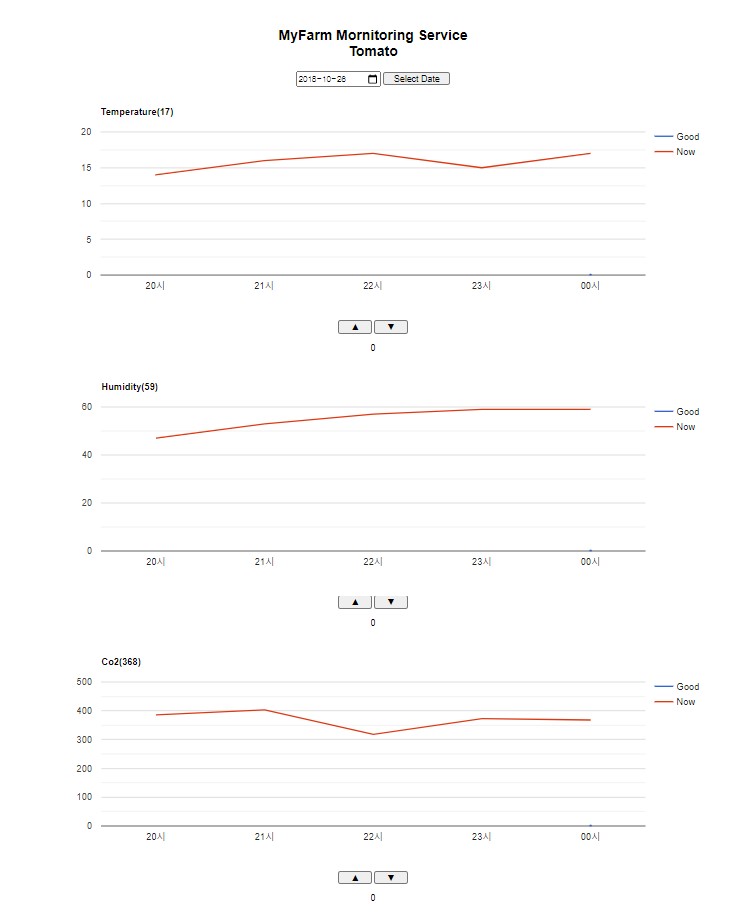 MyFarm Mornitoring Service
Tomato
2018-10-26 Select Date
Temperature(17)
20
15
10
5
0
20시 21시 22시 23시 00시
Good
Now
▲ ▼
0
Humidity(59)
60
40
20
0
20시 21시 22시 23시 00시
Good
Now
▲ ▼
0
Co2(368)
500
400
300
200
100
0
20시 21시 22시 23시 00시
Good
Now
▲ ▼
0